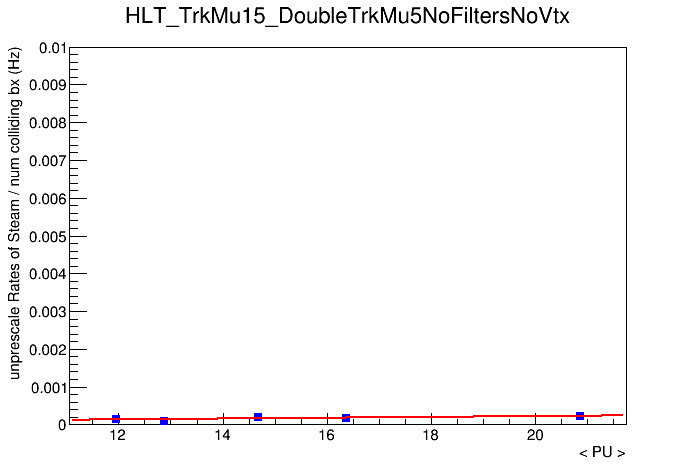 HLT_TrkMu15_DoubleTrkMu5NoFiltersNoVtx
unprescale Rates of Steam / num colliding bx (Hz)
0.01
0.009
0.008
0.007
0.006
0.005
0.004
0.003
0.002
0.001
0
12 14 16 18 20
< PU >